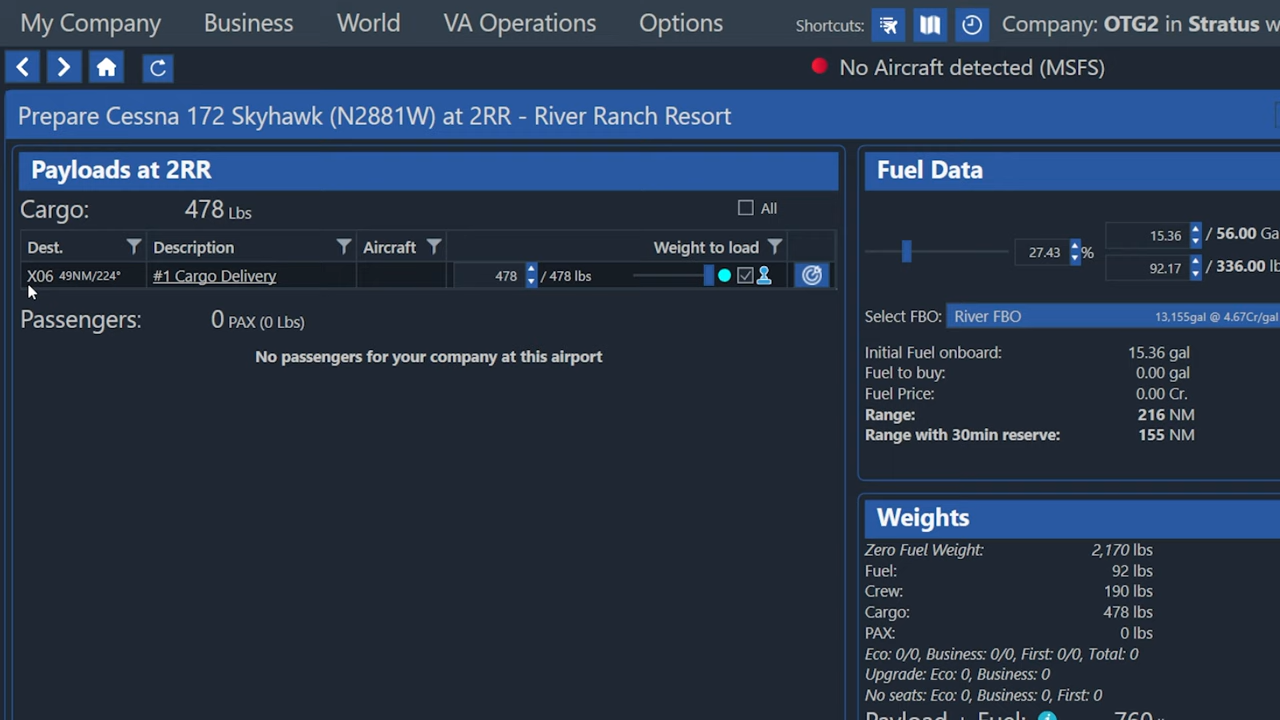 My Company Business World VA Operations Options Shortcuts: Company: OTG2 in Stratus w
No Aircraft detected (MSFS)
Prepare Cessna 172 Skyhawk (N2881W) at 2RR - River Ranch Resort
Payloads at 2RR
Cargo: 478 Lbs All
Dest. Description Aircraft Weight to load
X06 49NM/224° #1 Cargo Delivery 478 / 478 lbs
Passengers: 0 PAX (0 Lbs)
No passengers for your company at this airport
Fuel Data
15.36 / 56.00 Ga
27.43 %
92.17 / 336.00 lb
Select FBO: River FBO 13,155gal @ 4.67Cr/gal
Initial Fuel onboard: 15.36 gal
Fuel to buy: 0.00 gal
Fuel Price: 0.00 Cr.
Range: 216 NM
Range with 30min reserve: 155 NM
Weights
Zero Fuel Weight: 2,170 lbs
Fuel: 92 lbs
Crew: 190 lbs
Cargo: 478 lbs
PAX: 0 lbs
Eco: 0/0, Business: 0/0, First: 0/0, Total: 0
Upgrade: Eco: 0, Business: 0
No seats: Eco: 0, Business: 0, First: 0
Payload + Fuel: 760